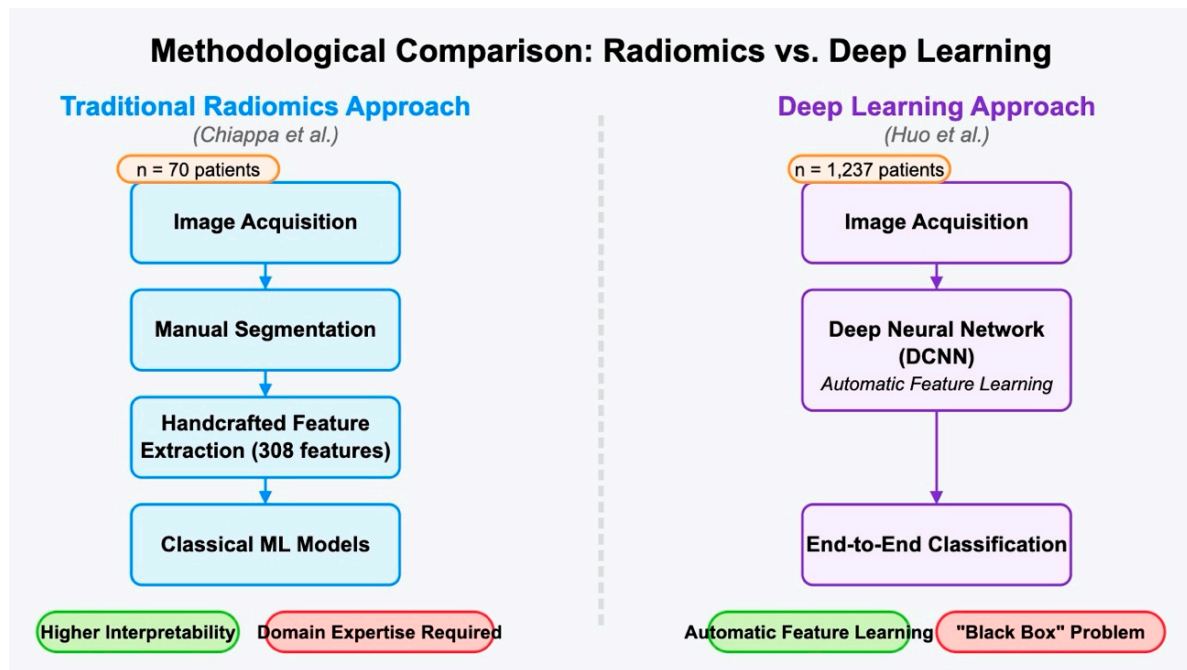 Methodological Comparison: Radiomics vs. Deep Learning
Traditional Radiomics Approach
(Chiappa et al.)
n = 70 patients
Image Acquisition
Manual Segmentation
Handcrafted Feature
Extraction (308 features)
Classical ML Models
Higher Interpretability
Domain Expertise Required
Deep Learning Approach
(Huo et al.)
n = 1,237 patients
Image Acquisition
Deep Neural Network
(DCNN)
Automatic Feature Learning
End-to-End Classification
Automatic Feature Learning
"Black Box" Problem